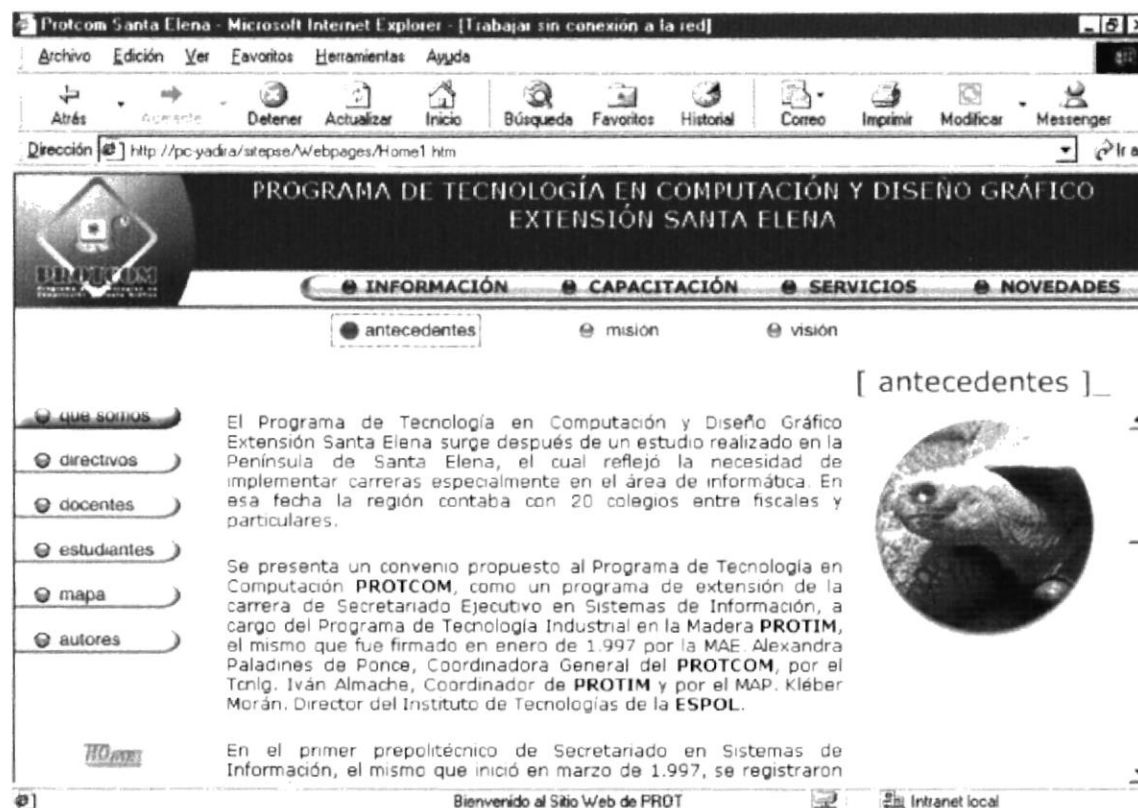 Protcom Santa Elena - Microsoft Internet Explorer - [Trabajar sin conexión a la red]
Archivo Edición Ver Favoritos Herramientas Ayuda
Atrás Adelante Detener Actualizar Inicio Búsqueda Favoritos Historial Correo Imprimir Modificar Messenger
Dirección http://pc-yadira/sitepse/Webpages/Home1 htm Ir a
PROGRAMA DE TECNOLOGÍA EN COMPUTACIÓN Y DISEÑO GRÁFICO
EXTENSIÓN SANTA ELENA
PROTCOM
INFORMACIÓN CAPACITACIÓN SERVICIOS NOVEDADES
antecedentes misión visión
[ antecedentes ]_
que somos
directivos
docentes
estudiantes
mapa
autores
El Programa de Tecnología en Computación y Diseño Gráfico
Extensión Santa Elena surge después de un estudio realizado en la
Península de Santa Elena, el cual reflejó la necesidad de
implementar carreras especialmente en el área de informática. En
esa fecha la región contaba con 20 colegios entre fiscales y
particulares.
Se presenta un convenio propuesto al Programa de Tecnología en
Computación PROTCOM, como un programa de extensión de la
carrera de Secretariado Ejecutivo en Sistemas de Información, a
cargo del Programa de Tecnología Industrial en la Madera PROTIM,
el mismo que fue firmado en enero de 1.997 por la MAE. Alexandra
Paladines de Ponce, Coordinadora General del PROTCOM, por el
Tcnlg. Iván Almache, Coordinador de PROTIM y por el MAP. Kléber
Morán. Director del Instituto de Tecnologías de la ESPOL.
En el primer prepolitécnico de Secretariado en Sistemas de
Información, el mismo que inició en marzo de 1.997, se registraron
Bienvenido al Sitio Web de PROT Intranet local